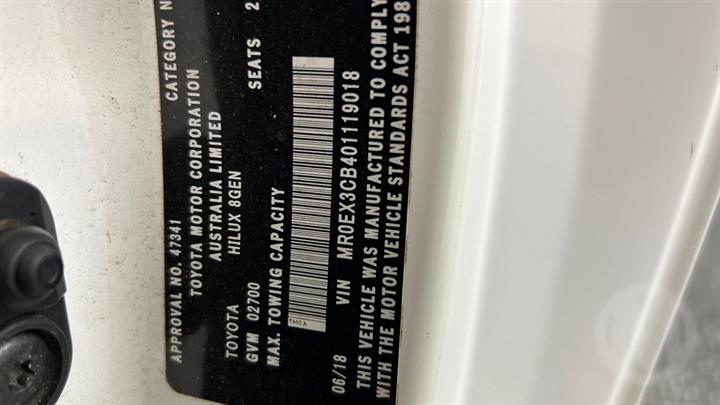 APPROVAL NO. 47341 CATEGORY N
TOYOTA MOTOR CORPORATION
AUSTRALIA LIMITED
TOYOTA HILUX 8GEN
GVM 02700 SEATS 2
MAX. TOWING CAPACITY
TMCA
06/18 VIN MR0EX3CB401119018
THIS VEHICLE WAS MANUFACTURED TO COMPLY
WITH THE MOTOR VEHICLE STANDARDS ACT 198